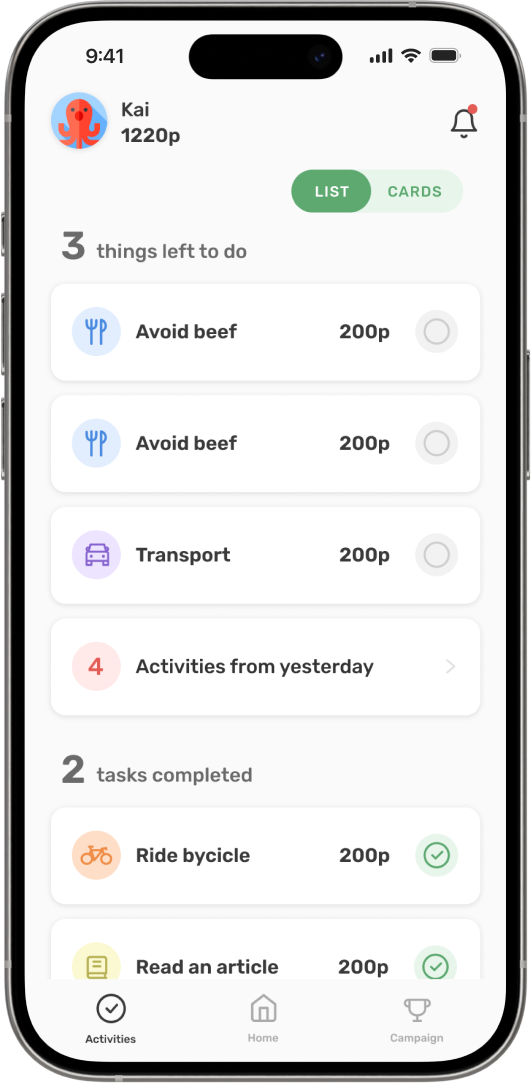 9:41
Kai
1220p
LIST CARDS
3 things left to do
Avoid beef 200p
Avoid beef 200p
Transport 200p
4 Activities from yesterday
2 tasks completed
Ride bycicle 200p
Read an article 200p
Activities Home Campaign